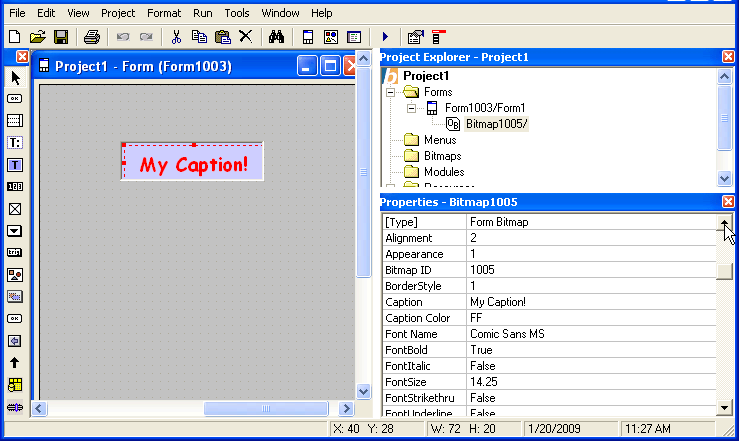 File Edit View Project Format Run Tools Window Help
Project1 - Form (Form1003)
My Caption!
Project Explorer - Project1
Project1
Forms
Form1003/Form1
Bitmap1005/
Menus
Bitmaps
Modules
Properties - Bitmap1005
[Type] Form Bitmap
Alignment 2
Appearance 1
Bitmap ID 1005
BorderStyle 1
Caption My Caption!
Caption Color FF
Font Name Comic Sans MS
FontBold True
FontItalic False
FontSize 14.25
FontStrikethru False
FontUnderline False
X: 40 Y: 28 W: 72 H: 20 1/20/2009 11:27 AM